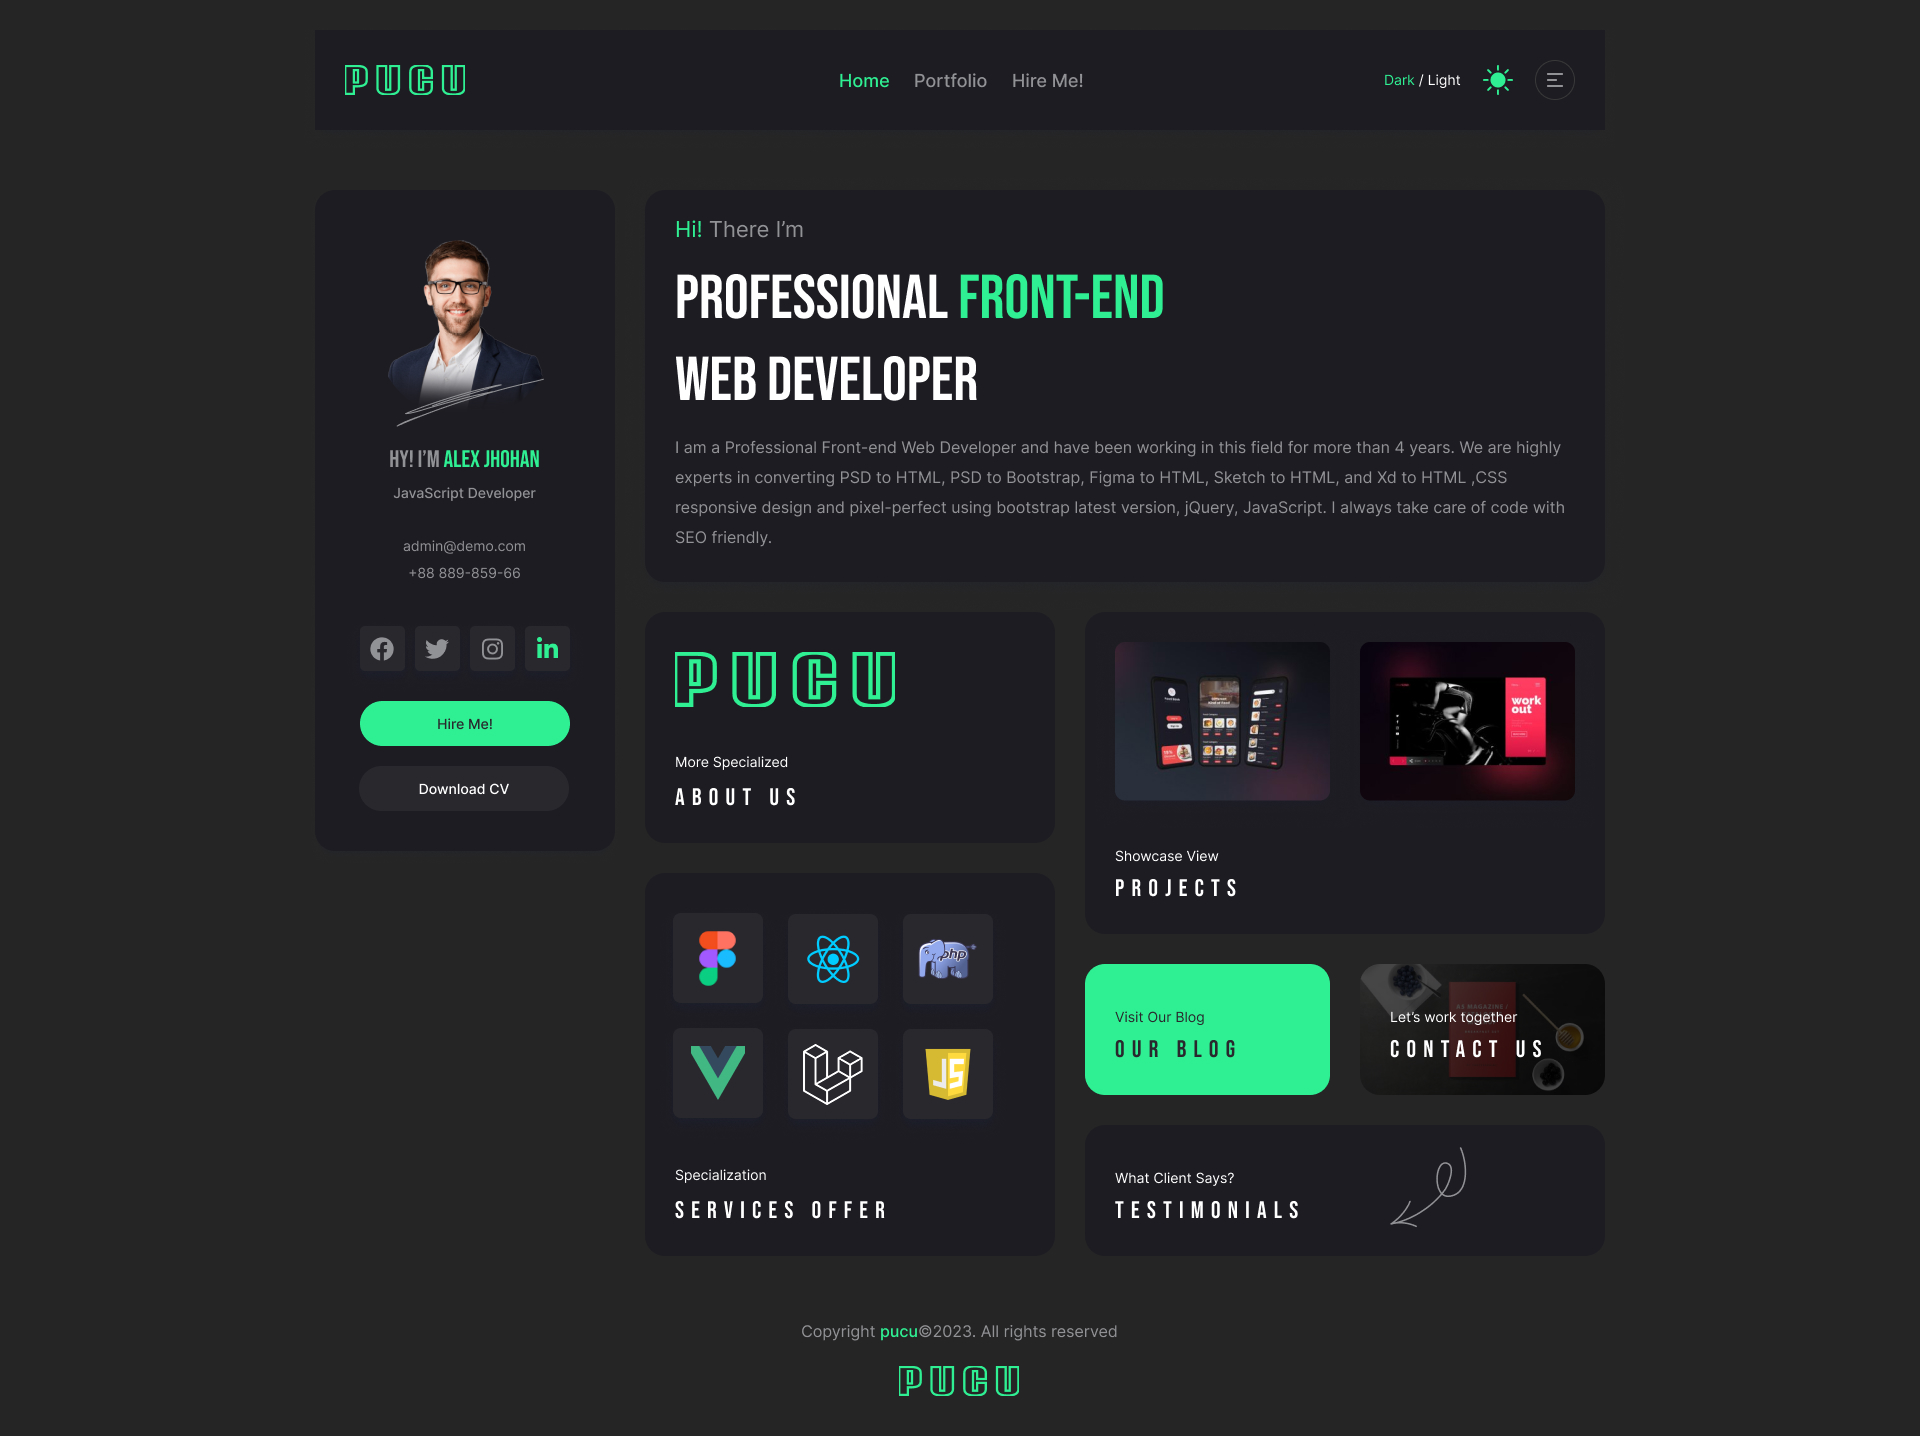 PUCU
Home Portfolio Hire Me!
Dark / Light
HY! I'M ALEX JHOHAN
JavaScript Developer
admin@demo.com
+88 889-859-66
Hire Me!
Download CV
Hi! There I'm
PROFESSIONAL FRONT-END
WEB DEVELOPER
I am a Professional Front-end Web Developer and have been working in this field for more than 4 years. We are highly
experts in converting PSD to HTML, PSD to Bootstrap, Figma to HTML, Sketch to HTML, and Xd to HTML ,CSS
responsive design and pixel-perfect using bootstrap latest version, jQuery, JavaScript. I always take care of code with
SEO friendly.
PUCU
More Specialized
ABOUT US
work
out
Showcase View
PROJECTS
php
JS
Specialization
SERVICES OFFER
Visit Our Blog
OUR BLOG
A5 MAGAZINE
Let's work together
CONTACT US
What Client Says?
TESTIMONIALS
Copyright pucu©2023. All rights reserved
PUCU